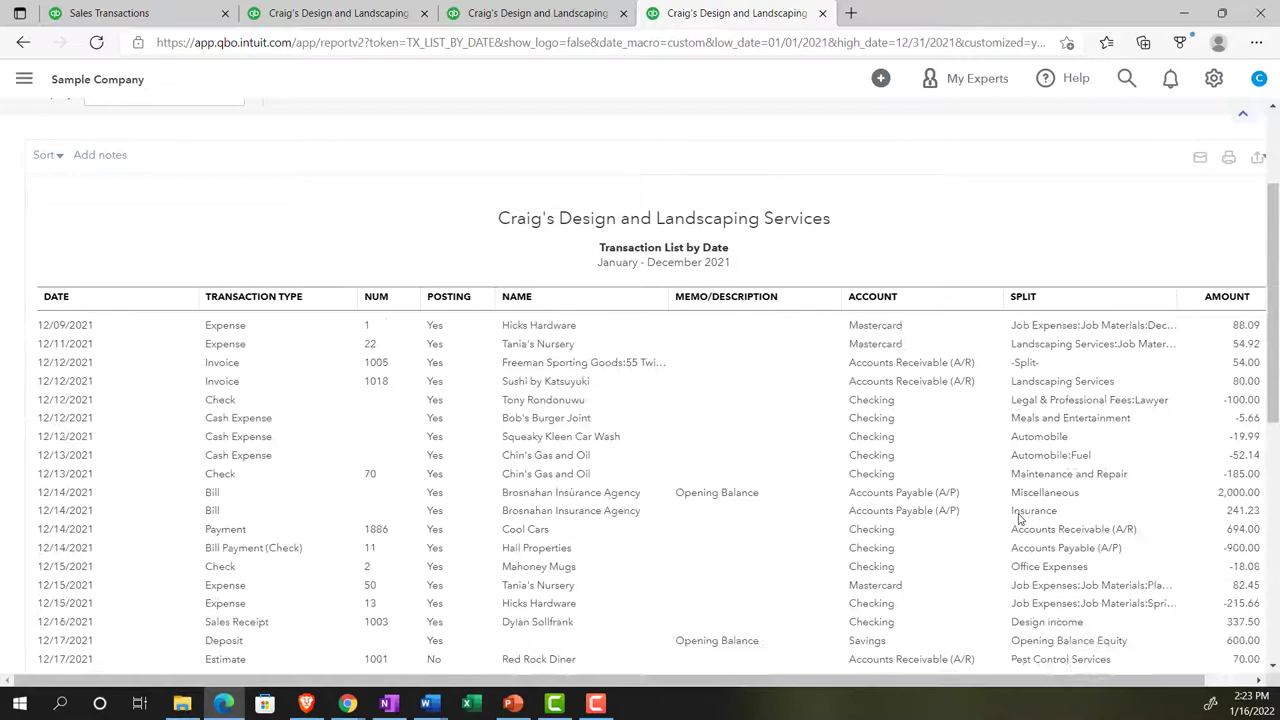 Sales Transactions Craig's Design and Landscaping Craig's Design and Landscaping Craig's Design and Landscaping
https://app.qbo.intuit.com/app/reportv2?token=TX_LIST_BY_DATE&show_logo=false&date_macro=custom&low_date=01/01/2021&high_date=12/31/2021&customized=y...
Sample Company My Experts Help C
Sort Add notes
Craig's Design and Landscaping Services
Transaction List by Date
January - December 2021
DATE TRANSACTION TYPE NUM POSTING NAME MEMO/DESCRIPTION ACCOUNT SPLIT AMOUNT
12/09/2021 Expense 1 Yes Hicks Hardware Mastercard Job Expenses:Job Materials:Dec... 88.09
12/11/2021 Expense 22 Yes Tania's Nursery Mastercard Landscaping Services:Job Mater... 54.92
12/12/2021 Invoice 1005 Yes Freeman Sporting Goods:55 Twi... Accounts Receivable (A/R) -Split- 54.00
12/12/2021 Invoice 1018 Yes Sushi by Katsuyuki Accounts Receivable (A/R) Landscaping Services 80.00
12/12/2021 Check Yes Tony Rondonuwu Checking Legal & Professional Fees:Lawyer -100.00
12/12/2021 Cash Expense Yes Bob's Burger Joint Checking Meals and Entertainment -5.66
12/12/2021 Cash Expense Yes Squeaky Kleen Car Wash Checking Automobile -19.99
12/13/2021 Cash Expense Yes Chin's Gas and Oil Checking Automobile:Fuel -52.14
12/13/2021 Check 70 Yes Chin's Gas and Oil Checking Maintenance and Repair -185.00
12/14/2021 Bill Yes Brosnahan Insurance Agency Opening Balance Accounts Payable (A/P) Miscellaneous 2,000.00
12/14/2021 Bill Yes Brosnahan Insurance Agency Accounts Payable (A/P) Insurance 241.23
12/14/2021 Payment 1886 Yes Cool Cars Checking Accounts Receivable (A/R) 694.00
12/14/2021 Bill Payment (Check) 11 Yes Hall Properties Checking Accounts Payable (A/P) -900.00
12/15/2021 Check 2 Yes Mahoney Mugs Checking Office Expenses -18.08
12/15/2021 Expense 50 Yes Tania's Nursery Mastercard Job Expenses:Job Materials:Pla... 82.45
12/15/2021 Expense 13 Yes Hicks Hardware Checking Job Expenses:Job Materials:Spri... -215.66
12/16/2021 Sales Receipt 1003 Yes Dylan Sollfrank Checking Design income 337.50
12/17/2021 Deposit Yes Opening Balance Savings Opening Balance Equity 600.00
12/17/2021 Estimate 1001 No Red Rock Diner Accounts Receivable (A/R) Pest Control Services 70.00
2:23 PM
1/16/2022